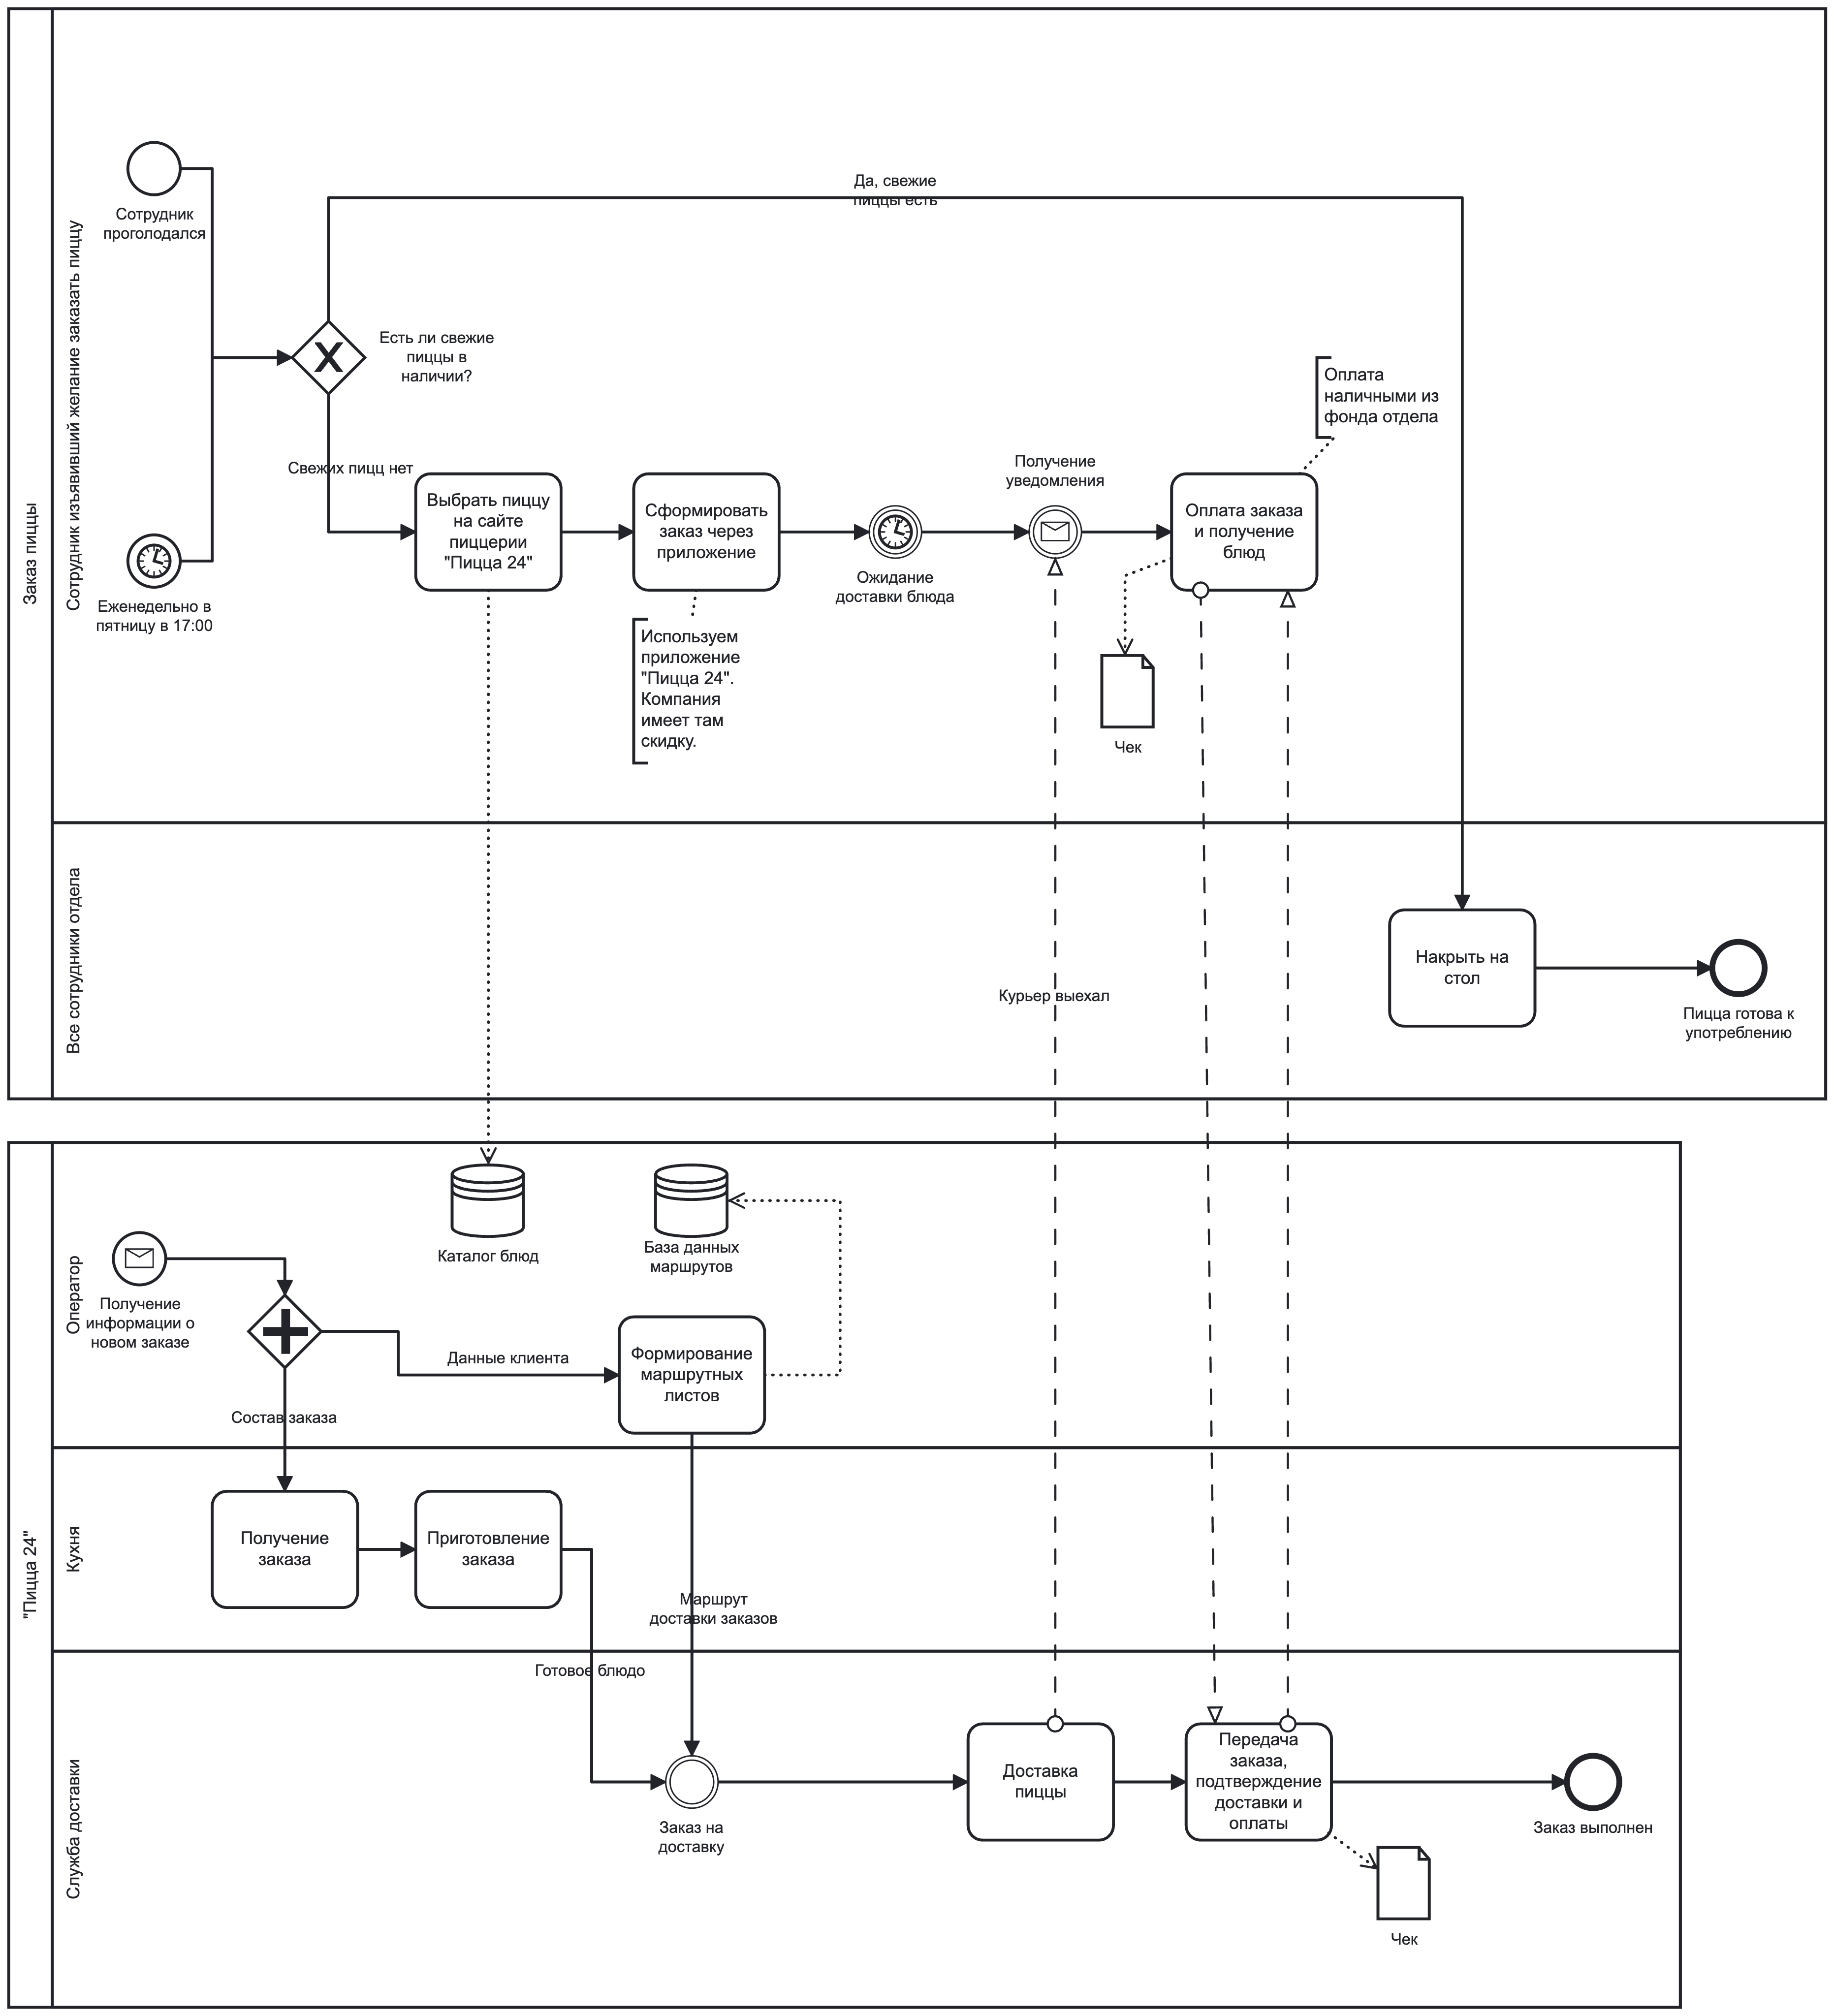 Заказ пиццы
Сотрудник изъявивший желание заказать пиццу
Сотрудник
проголодался
Еженедельно в
пятницу в 17:00
Да, свежие
пиццы есть
Есть ли свежие
пиццы в
наличии?
Свежих пицц нет
Выбрать пиццу
на сайте
пиццерии
"Пицца 24"
Сформировать
заказ через
приложение
Используем
приложение
"Пицца 24".
Компания
имеет там
скидку.
Ожидание
доставки блюда
Получение
уведомления
Оплата заказа
и получение
блюд
Оплата
наличными из
фонда отдела
Чек
Все сотрудники отдела
Курьер выехал
Накрыть на
стол
Пицца готова к
употреблению
"Пицца 24"
Оператор
Получение
информации о
новом заказе
Каталог блюд
База данных
маршрутов
Данные клиента
Формирование
маршрутных
листов
Состав заказа
Кухня
Получение
заказа
Приготовление
заказа
Маршрут
доставки заказов
Служба доставки
Готовое блюдо
Заказ на
доставку
Доставка
пиццы
Передача
заказа,
подтверждение
доставки и
оплаты
Заказ выполнен
Чек